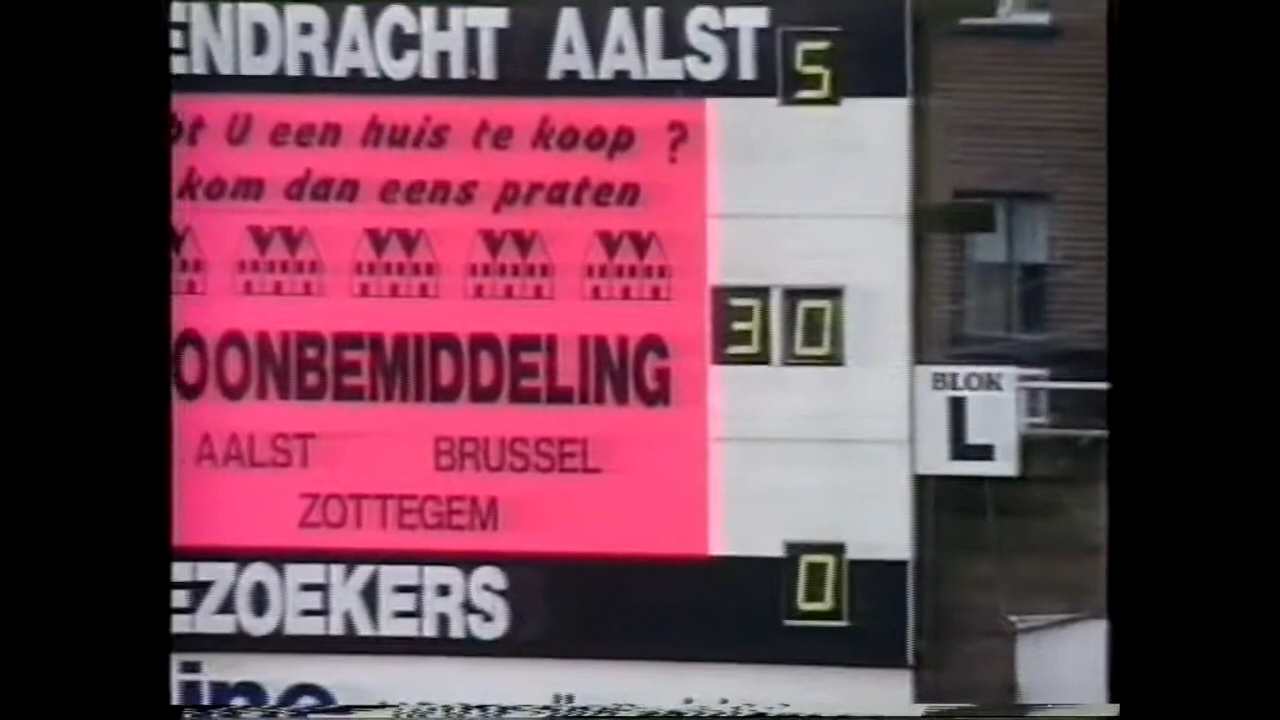 ENDRACHT AALST 5
bt U een huis te koop ?
kom dan eens praten
30
OONBEMIDDELING
BLOK
L
AALST BRUSSEL
ZOTTEGEM
EZOEKERS 0